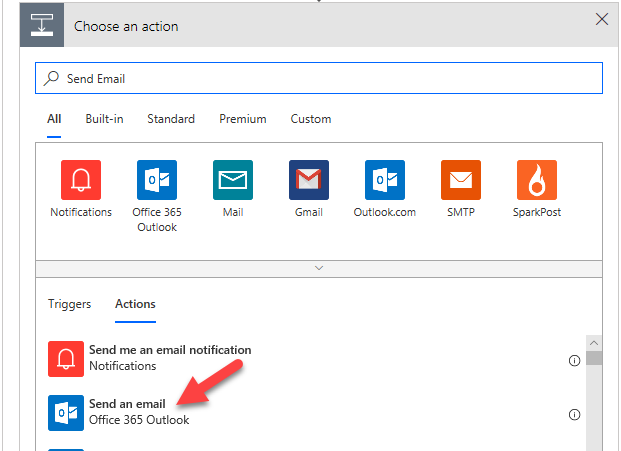 Choose an action
Send Email
All Built-in Standard Premium Custom
Notifications Office 365 Outlook Mail Gmail Outlook.com SMTP SparkPost
Triggers Actions
Send me an email notification
Notifications
Send an email
Office 365 Outlook